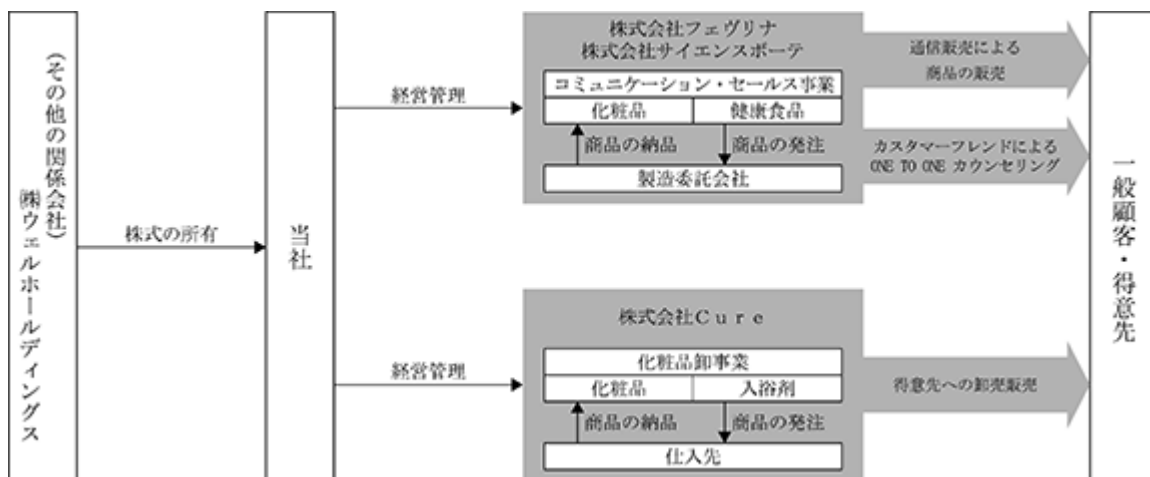 (その他の関係会社)
㈱ウェルホールディングス
株式の所有
当社
経営管理
株式会社フェヴリナ
株式会社サイエンスボーテ
コミュニケーション・セールス事業
化粧品
健康食品
商品の納品
商品の発注
製造委託会社
通信販売による
商品の販売
カスタマーフレンドによる
ONE TO ONE カウンセリング
経営管理
株式会社Cure
化粧品卸事業
化粧品
入浴剤
商品の納品
商品の発注
仕入先
得意先への卸売販売
一般顧客・得意先